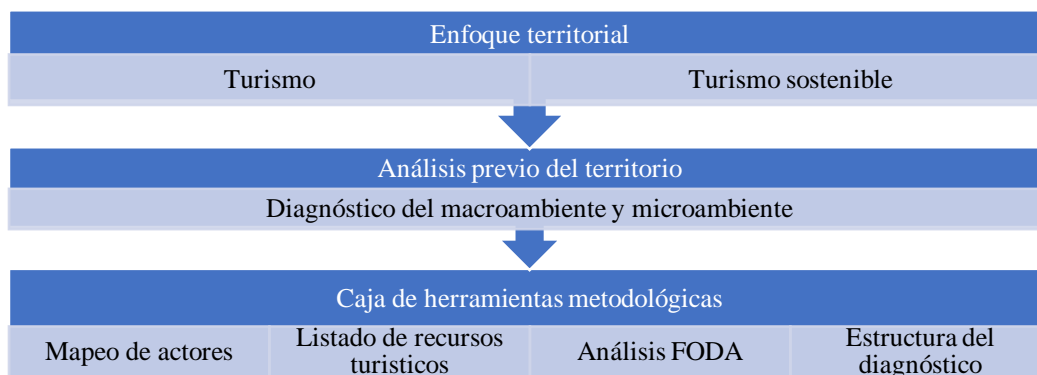 Enfoque territorial
Turismo
Turismo sostenible
Análisis previo del territorio
Diagnóstico del macroambiente y microambiente
Caja de herramientas metodológicas
Mapeo de actores
Listado de recursos
turisticos
Análisis FODA
Estructura del
diagnóstico